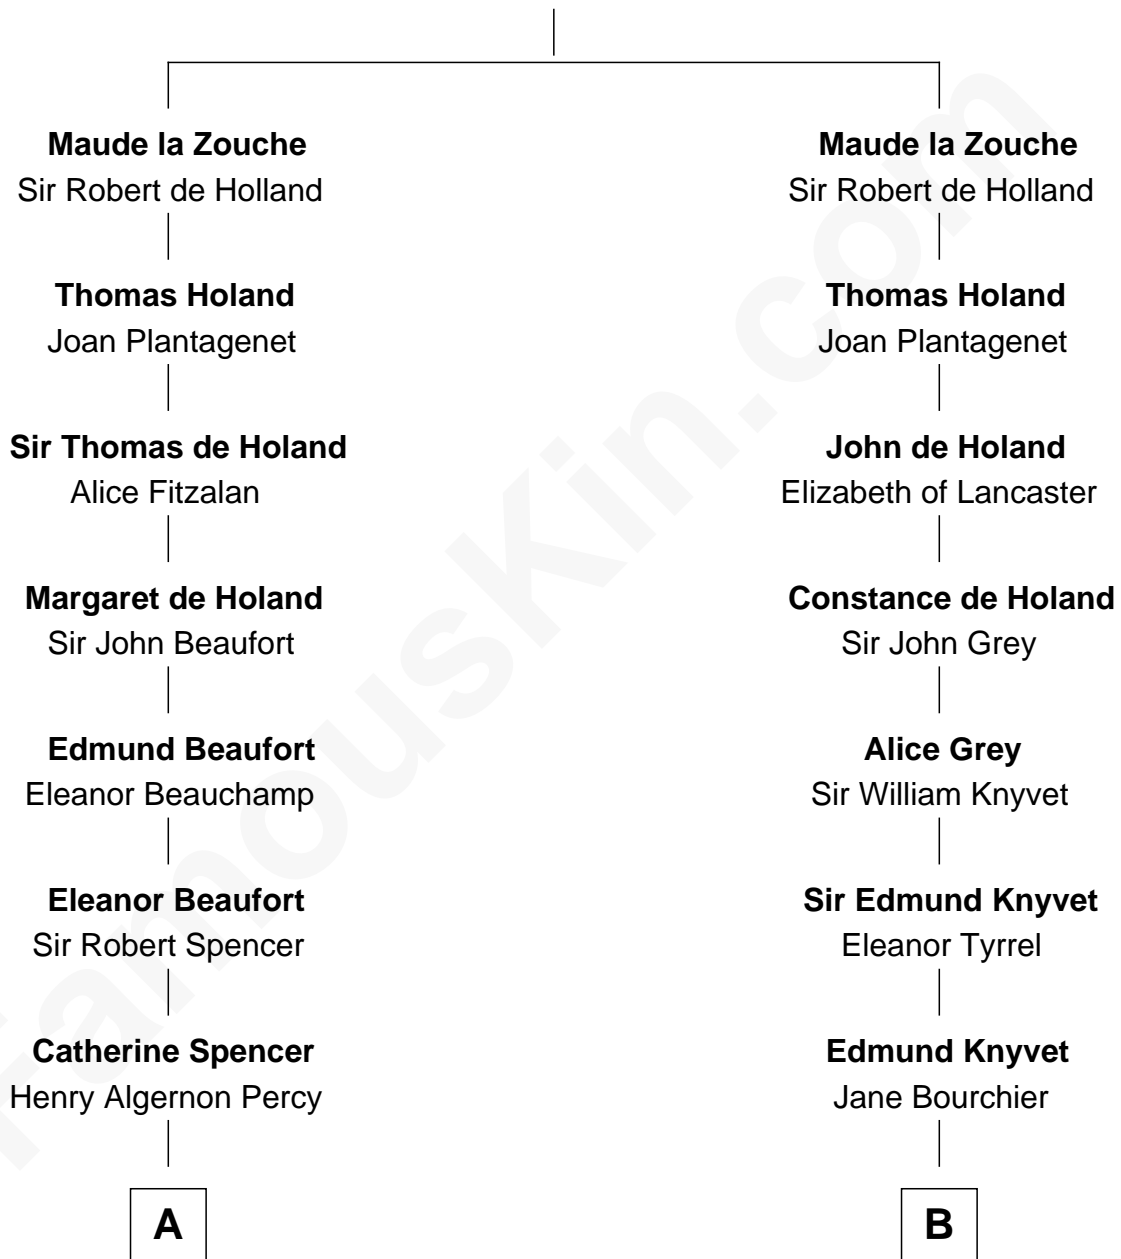 Maude la Zouche
Sir Robert de Holland
Thomas Holand
Joan Plantagenet
Sir Thomas de Holand
Alice Fitzalan
Margaret de Holand
Sir John Beaufort
Edmund Beaufort
Eleanor Beauchamp
Eleanor Beaufort
Sir Robert Spencer
Catherine Spencer
Henry Algernon Percy
A
Maude la Zouche
Sir Robert de Holland
Thomas Holand
Joan Plantagenet
John de Holand
Elizabeth of Lancaster
Constance de Holand
Sir John Grey
Alice Grey
Sir William Knyvet
Sir Edmund Knyvet
Eleanor Tyrrel
Edmund Knyvet
Jane Bourchier
B
FamousKin.com